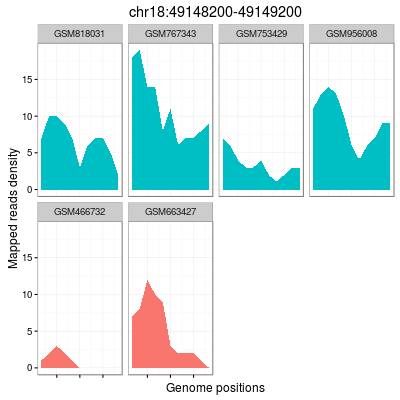 chr18:49148200-49149200
GSM818031 GSM767343 GSM753429 GSM956008
15
10
5
0
GSM466732 GSM663427
15
10
5
0
Mapped reads density
Genome positions